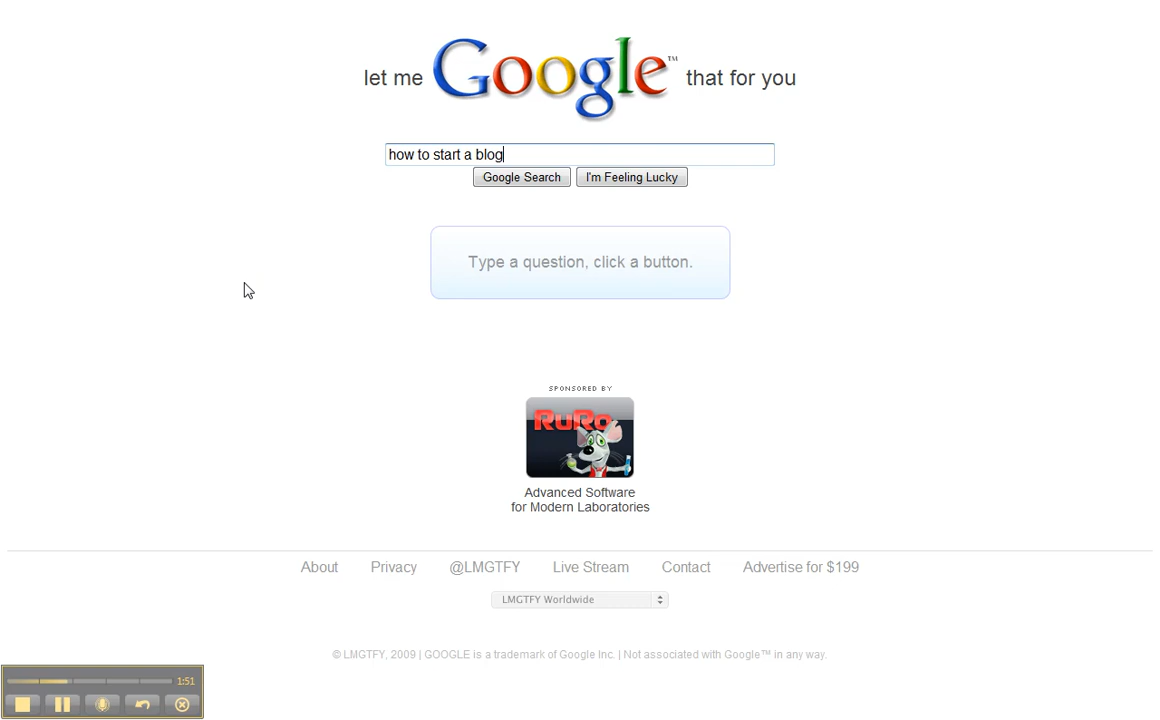 let me Google™ that for you
how to start a blog
Google Search I'm Feeling Lucky
Type a question, click a button.
SPONSORED BY
RuRo
Advanced Software
for Modern Laboratories
About Privacy @LMGTFY Live Stream Contact Advertise for $199
LMGTFY Worldwide
© LMGTFY, 2009 | GOOGLE is a trademark of Google Inc. | Not associated with Google™ in any way.
1:51